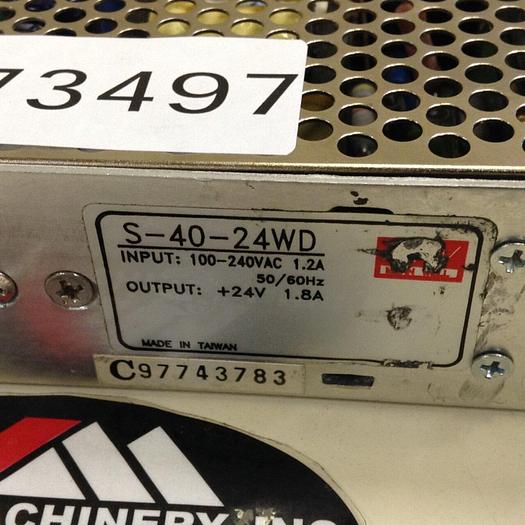 73497
S-40-24WD
INPUT: 100-240VAC 1.2A
50/60Hz
OUTPUT: +24V 1.8A
MADE IN TAIWAN
C97743783
CHINERY INC